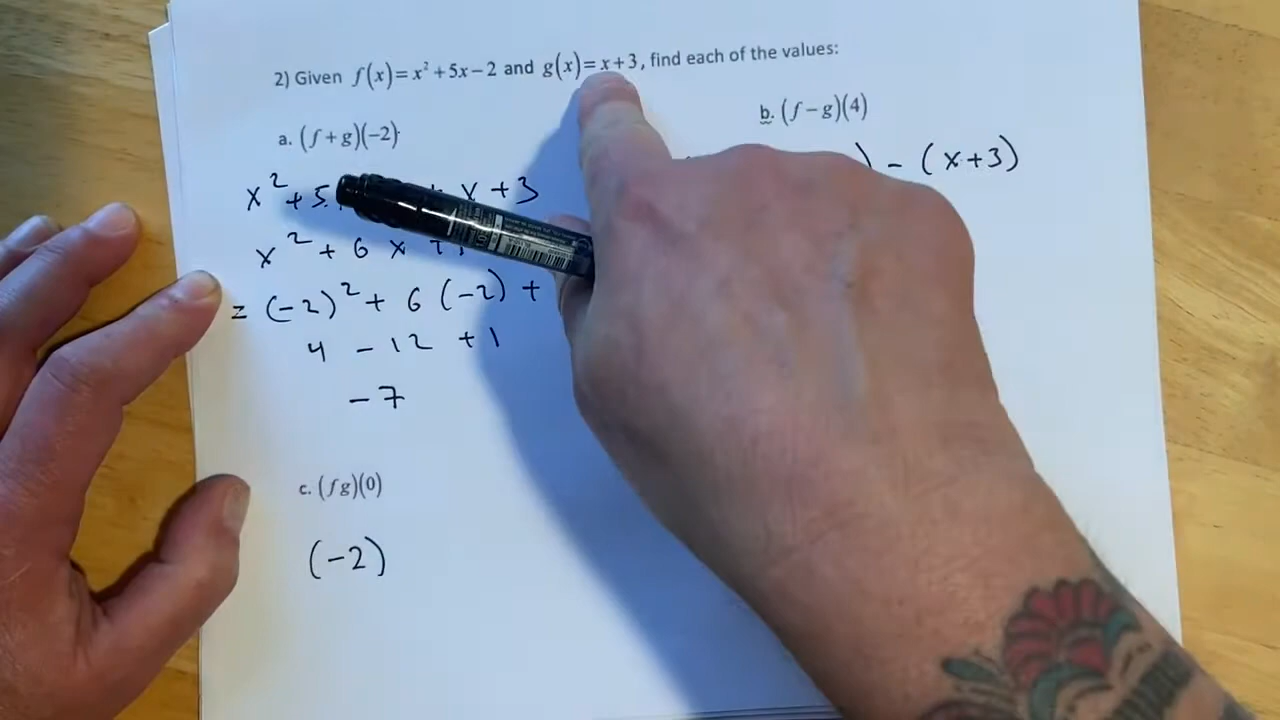 2) Given f(x)=x²+5x−2 and g(x)=x+3, find each of the values:
a. (f+g)(−2)
x²+5 x+3
x²+6x
=(−2)²+6(−2)+
4 −12 +1
−7
b. (f−g)(4)
) − (x+3)
c. (fg)(0)
(−2)